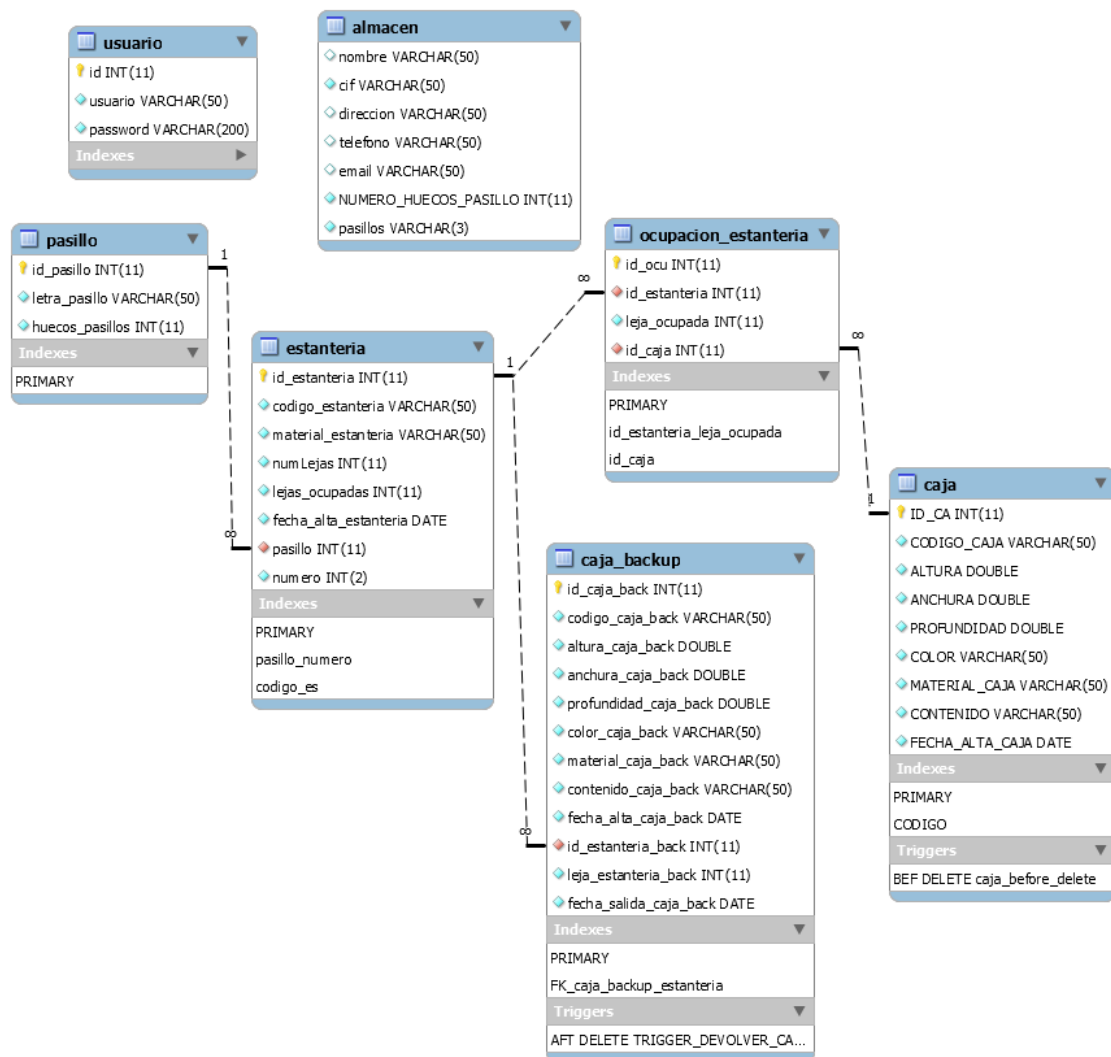 usuario
id INT(11)
usuario VARCHAR(50)
password VARCHAR(200)
Indexes
almacen
nombre VARCHAR(50)
cif VARCHAR(50)
direccion VARCHAR(50)
telefono VARCHAR(50)
email VARCHAR(50)
NUMERO_HUECOS_PASILLO INT(11)
pasillos VARCHAR(3)
pasillo
id_pasillo INT(11)
letra_pasillo VARCHAR(50)
huecos_pasillos INT(11)
Indexes
PRIMARY
1
∞
estanteria
id_estanteria INT(11)
codigo_estanteria VARCHAR(50)
material_estanteria VARCHAR(50)
numLejas INT(11)
lejas_ocupadas INT(11)
fecha_alta_estanteria DATE
pasillo INT(11)
numero INT(2)
Indexes
PRIMARY
pasillo_numero
codigo_es
1
∞
∞
ocupacion_estanteria
id_ocu INT(11)
id_estanteria INT(11)
leja_ocupada INT(11)
id_caja INT(11)
Indexes
PRIMARY
id_estanteria_leja_ocupada
id_caja
∞
1
caja_backup
id_caja_back INT(11)
codigo_caja_back VARCHAR(50)
altura_caja_back DOUBLE
anchura_caja_back DOUBLE
profundidad_caja_back DOUBLE
color_caja_back VARCHAR(50)
material_caja_back VARCHAR(50)
contenido_caja_back VARCHAR(50)
fecha_alta_caja_back DATE
id_estanteria_back INT(11)
leja_estanteria_back INT(11)
fecha_salida_caja_back DATE
Indexes
PRIMARY
FK_caja_backup_estanteria
Triggers
AFT DELETE TRIGGER_DEVOLVER_CA...
caja
ID_CA INT(11)
CODIGO_CAJA VARCHAR(50)
ALTURA DOUBLE
ANCHURA DOUBLE
PROFUNDIDAD DOUBLE
COLOR VARCHAR(50)
MATERIAL_CAJA VARCHAR(50)
CONTENIDO VARCHAR(50)
FECHA_ALTA_CAJA DATE
Indexes
PRIMARY
CODIGO
Triggers
BEF DELETE caja_before_delete